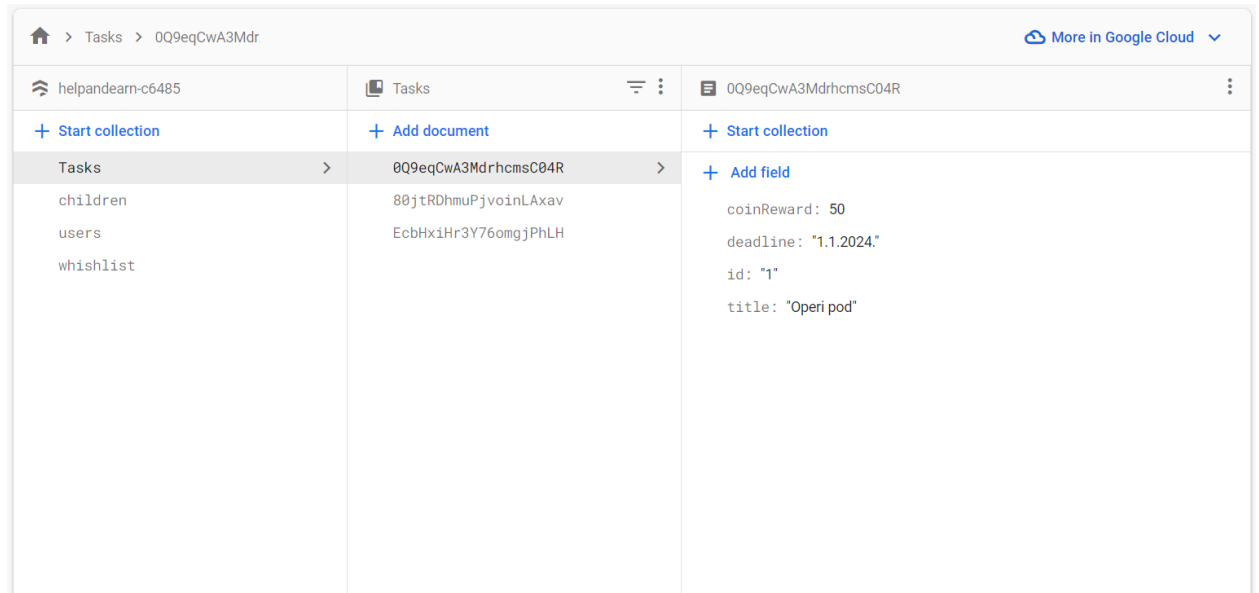 Tasks 0Q9eqCwA3Mdr
More in Google Cloud
helpandearn-c6485
Tasks
0Q9eqCwA3MdrhcmsC04R
Start collection
Add document
Start collection
Tasks
children
users
whishlist
0Q9eqCwA3MdrhcmsC04R
80jtRDhmuPjvoinLAxav
EcbHxiHr3Y76omgjPhLH
Add field
coinReward: 50
deadline: "1.1.2024."
id: "1"
title: "Operi pod"